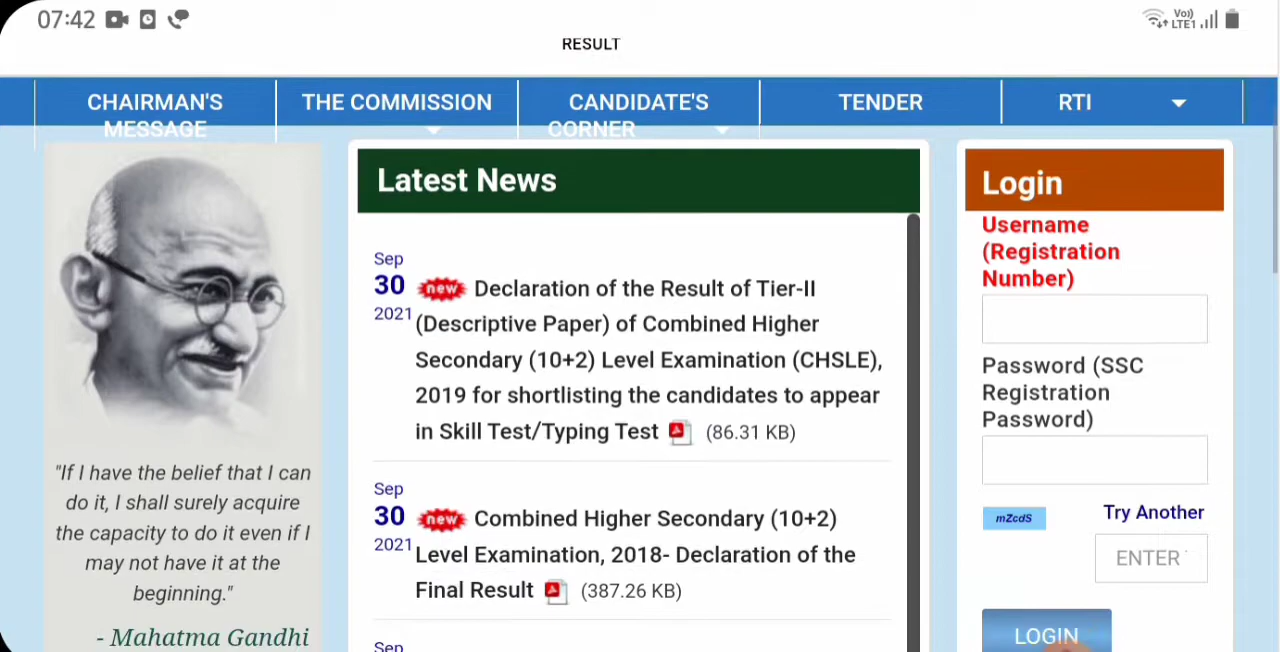 07:42
Vo)
LTE1
RESULT
CHAIRMAN'S
MESSAGE
THE COMMISSION
CANDIDATE'S
CORNER
TENDER
RTI
"If I have the belief that I can
do it, I shall surely acquire
the capacity to do it even if I
may not have it at the
beginning."
- Mahatma Gandhi
Latest News
Sep
30
2021
new Declaration of the Result of Tier-II
(Descriptive Paper) of Combined Higher
Secondary (10+2) Level Examination (CHSLE),
2019 for shortlisting the candidates to appear
in Skill Test/Typing Test (86.31 KB)
Sep
30
2021
new Combined Higher Secondary (10+2)
Level Examination, 2018- Declaration of the
Final Result (387.26 KB)
Sep
Login
Username
(Registration
Number)
Password (SSC
Registration
Password)
mZcdS
Try Another
ENTER
LOGIN